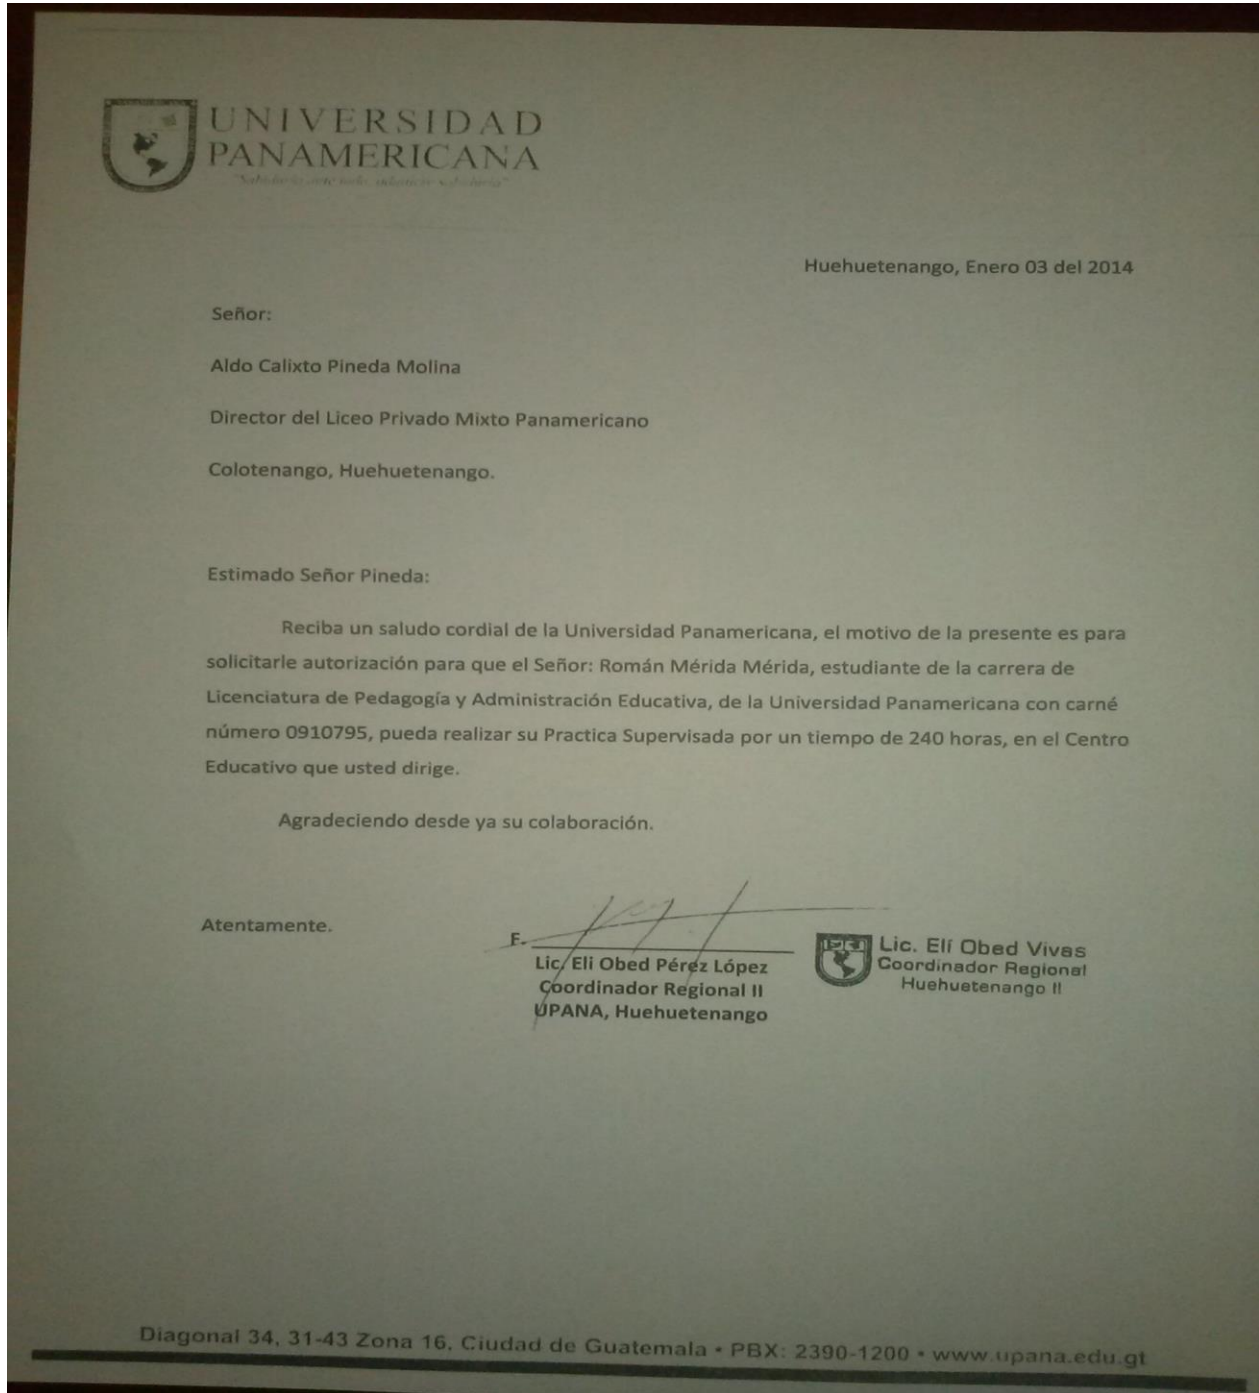 UNIVERSIDAD
PANAMERICANA
Huehuetenango, Enero 03 del 2014
Señor:
Aldo Calixto Pineda Molina
Director del Liceo Privado Mixto Panamericano
Colotenango, Huehuetenango.
Estimado Señor Pineda:
Reciba un saludo cordial de la Universidad Panamericana, el motivo de la presente es para
solicitarle autorización para que el Señor: Román Mérida Mérida, estudiante de la carrera de
Licenciatura de Pedagogía y Administración Educativa, de la Universidad Panamericana con carné
número 0910795, pueda realizar su Practica Supervisada por un tiempo de 240 horas, en el Centro
Educativo que usted dirige.
Agradeciendo desde ya su colaboración.
Atentamente.
F.
Lic. Eli Obed Pérez López
Coordinador Regional II
UPANA, Huehuetenango
Lic. Elí Obed Vivas
Coordinador Regional
Huehuetenango II
Diagonal 34, 31-43 Zona 16, Ciudad de Guatemala • PBX: 2390-1200 • www.upana.edu.gt